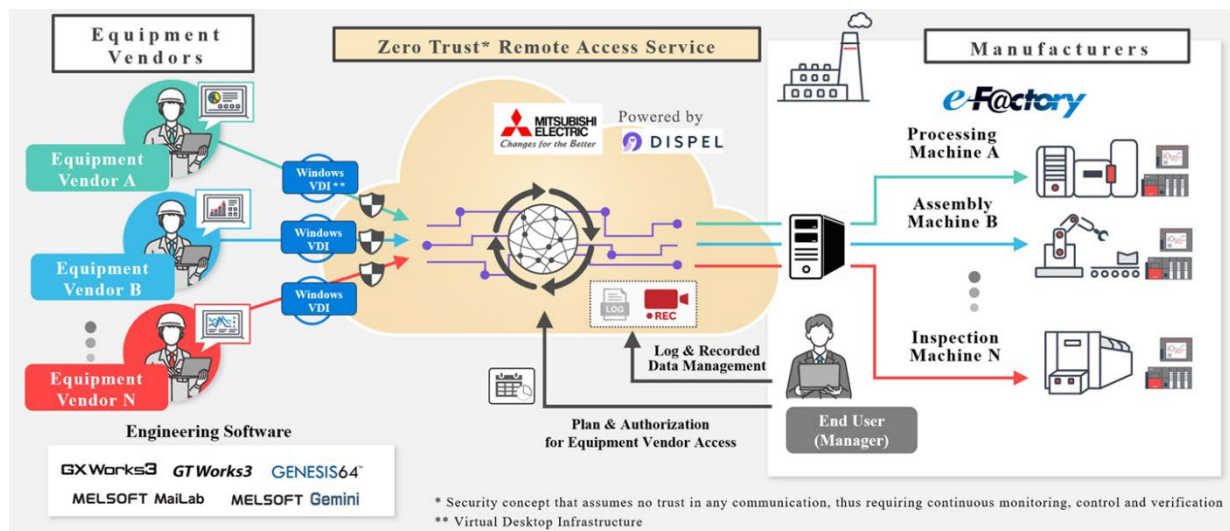 Equipment
Vendors
Zero Trust* Remote Access Service
Manufacturers
MITSUBISHI
ELECTRIC
Changes for the Better
Powered by
DISPEL
e-F@ctory
Equipment
Vendor A
Windows
VDI **
Processing
Machine A
Equipment
Vendor B
Windows
VDI
Assembly
Machine B
Equipment
Vendor N
Windows
VDI
Inspection
Machine N
LOG
REC
Log & Recorded
Data Management
Plan & Authorization
for Equipment Vendor Access
End User
(Manager)
Engineering Software
GX Works3 GT Works3 GENESIS64™
MELSOFT MaiLab MELSOFT Gemini
* Security concept that assumes no trust in any communication, thus requiring continuous monitoring, control and verification
** Virtual Desktop Infrastructure